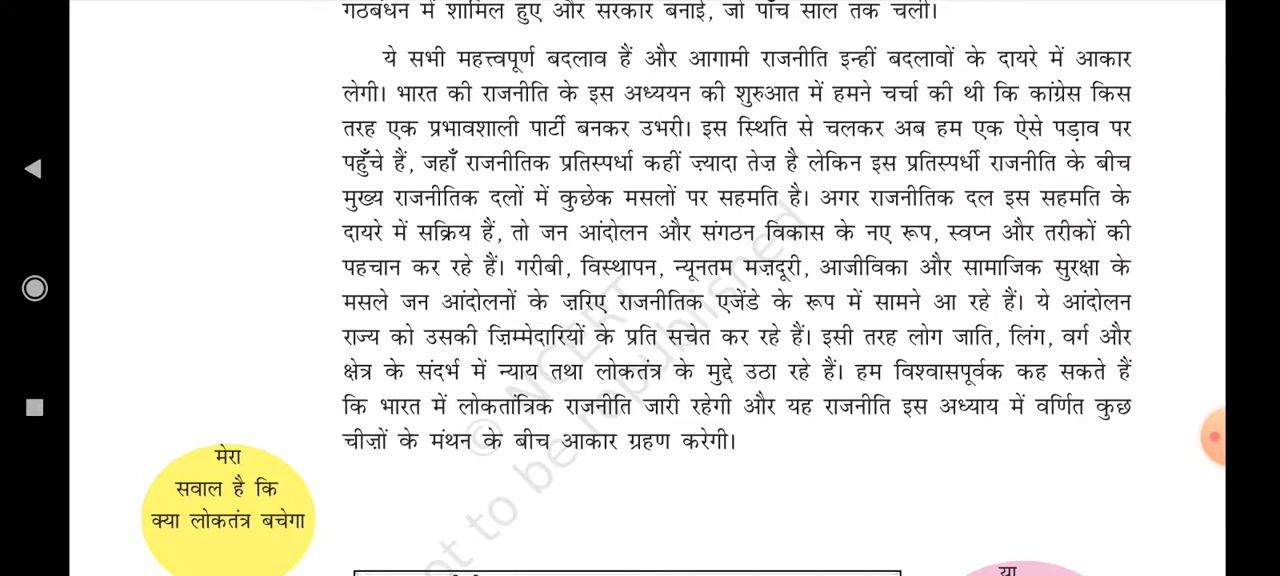 गठबंधन में शामिल हुए और सरकार बनाई, जो पाँच साल तक चली।
ये सभी महत्त्वपूर्ण बदलाव हैं और आगामी राजनीति इन्हीं बदलावों के दायरे में आकार
लेगी। भारत की राजनीति के इस अध्ययन की शुरुआत में हमने चर्चा की थी कि कांग्रेस किस
तरह एक प्रभावशाली पार्टी बनकर उभरी। इस स्थिति से चलकर अब हम एक ऐसे पड़ाव पर
पहुँचे हैं, जहाँ राजनीतिक प्रतिस्पर्धा कहीं ज़्यादा तेज़ है लेकिन इस प्रतिस्पर्धी राजनीति के बीच
मुख्य राजनीतिक दलों में कुछेक मसलों पर सहमति है। अगर राजनीतिक दल इस सहमति के
दायरे में सक्रिय हैं, तो जन आंदोलन और संगठन विकास के नए रूप, स्वप्न और तरीकों की
पहचान कर रहे हैं। गरीबी, विस्थापन, न्यूनतम मज़दूरी, आजीविका और सामाजिक सुरक्षा के
मसले जन आंदोलनों के ज़रिए राजनीतिक एजेंडे के रूप में सामने आ रहे हैं। ये आंदोलन
राज्य को उसकी ज़िम्मेदारियों के प्रति सचेत कर रहे हैं। इसी तरह लोग जाति, लिंग, वर्ग और
क्षेत्र के संदर्भ में न्याय तथा लोकतंत्र के मुद्दे उठा रहे हैं। हम विश्वासपूर्वक कह सकते हैं
कि भारत में लोकतांत्रिक राजनीति जारी रहेगी और यह राजनीति इस अध्याय में वर्णित कुछ
चीज़ों के मंथन के बीच आकार ग्रहण करेगी।
© NCERT
not to be republished
मेरा
सवाल है कि
क्या लोकतंत्र बचेगा
या